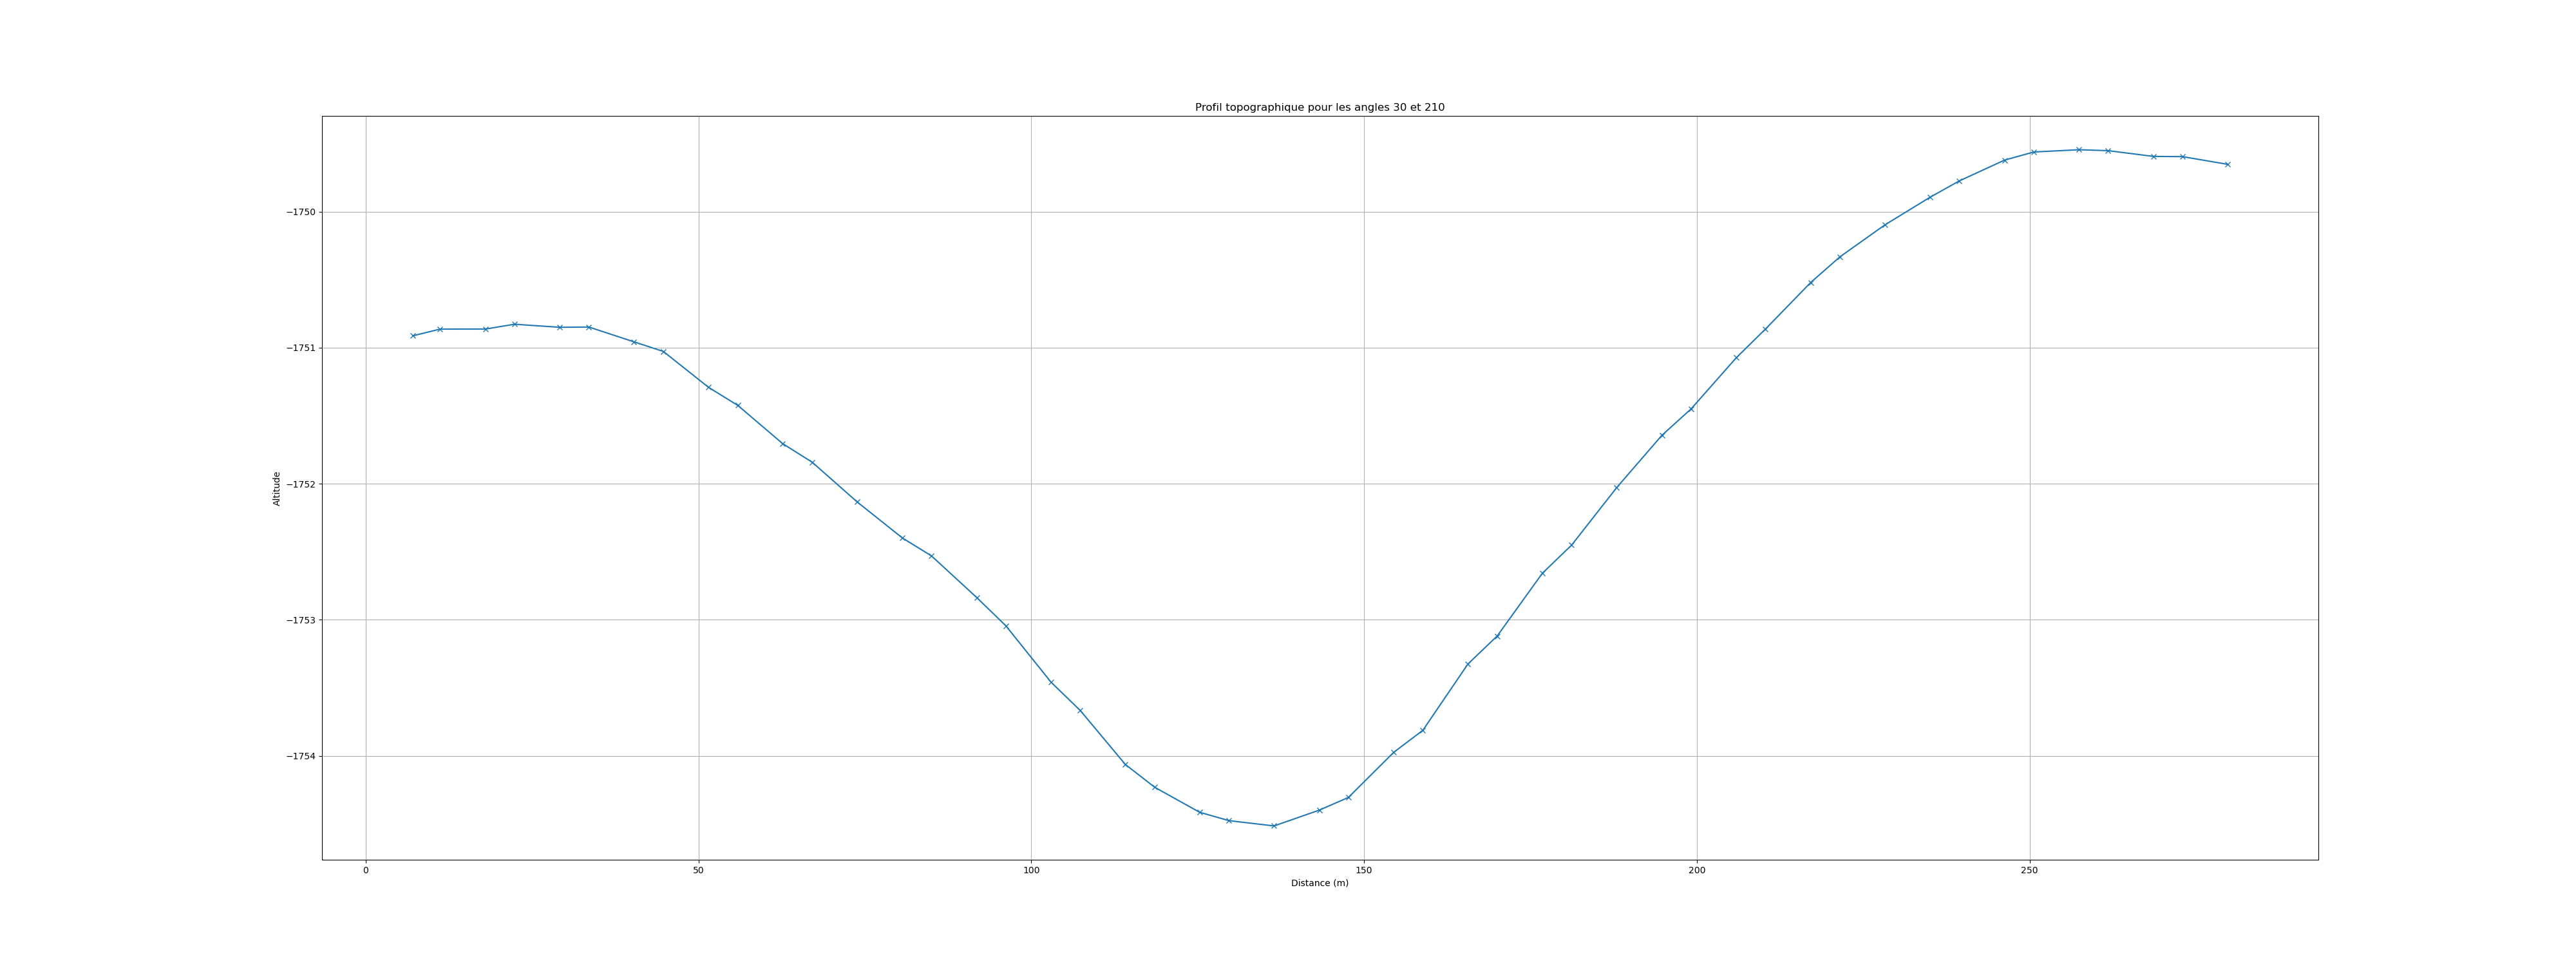 Profil topographique pour les angles 30 et 210
Altitude
−1750
−1751
−1752
−1753
−1754
0 50 100 150 200 250
Distance (m)